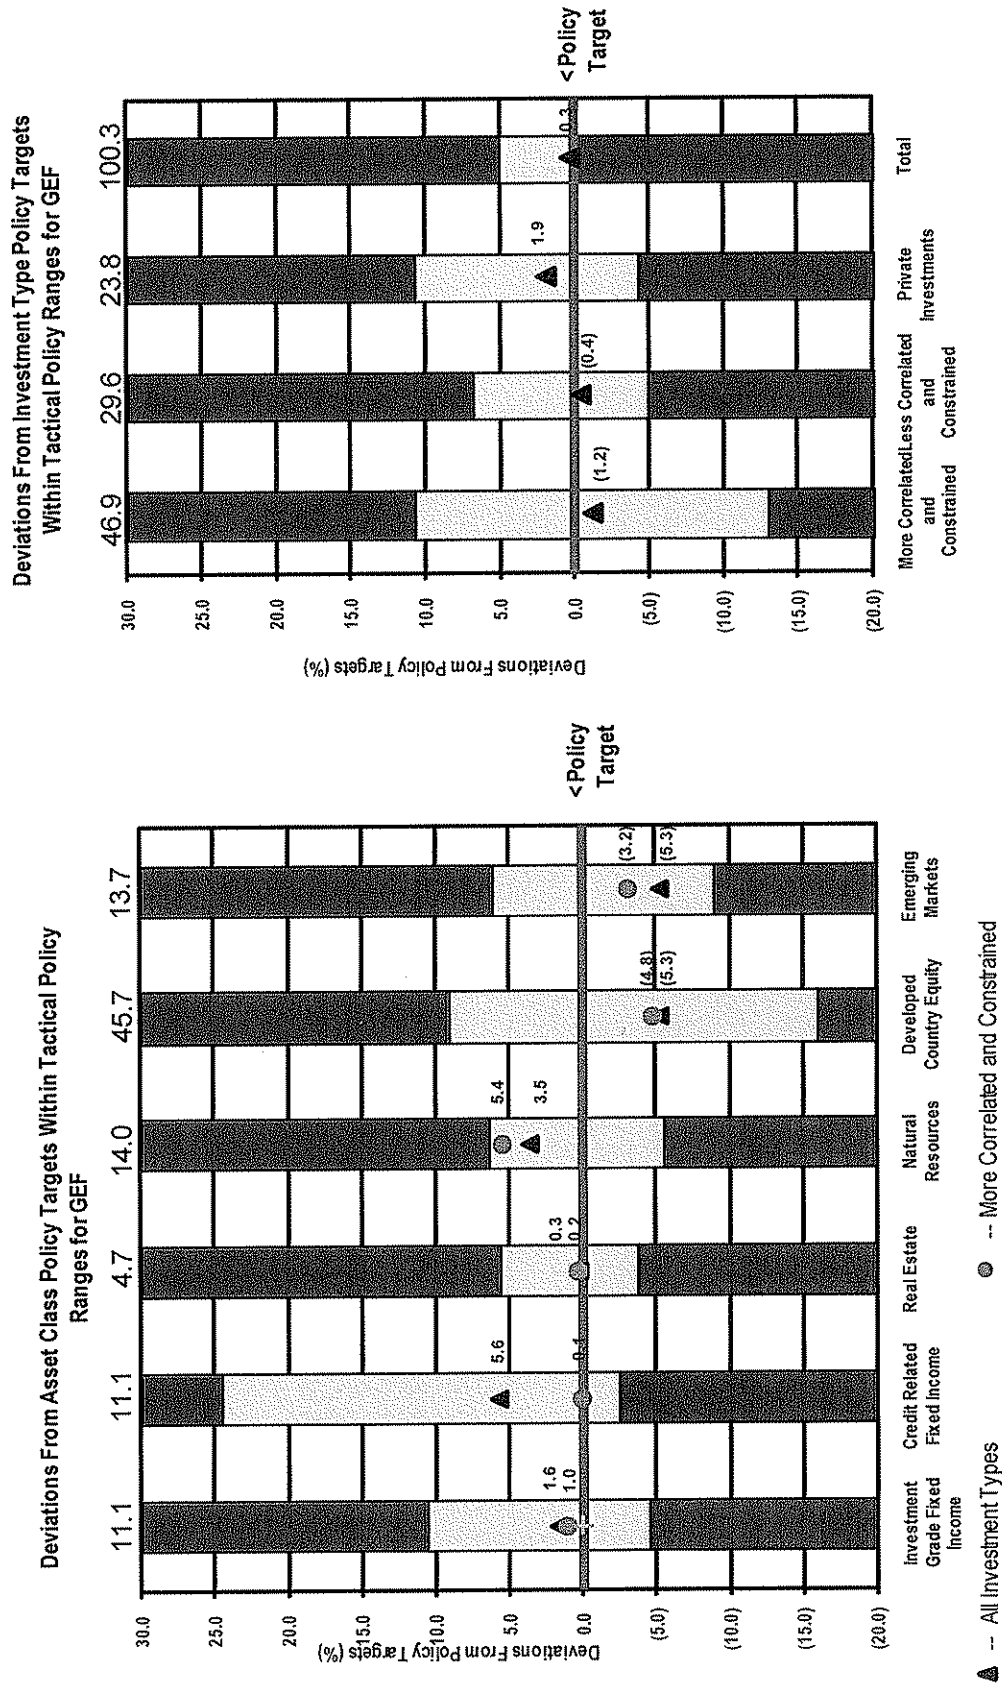 Deviations From Asset Class Policy Targets Within Tactical Policy
Ranges for GEF
11.1
11.1
4.7
14.0
45.7
13.7
30.0
25.0
20.0
15.0
10.0
5.0
0.0
(5.0)
(10.0)
(15.0)
(20.0)
Deviations From Policy Targets (%)
1.6
1.0
5.6
0.1
0.3
0.2
5.4
3.5
(4.8)
(5.3)
(3.2)
(5.3)
< Policy
Target
Investment
Grade Fixed
Income
Credit Related
Fixed Income
Real Estate
Natural
Resources
Developed
Country Equity
Emerging
Markets
-- All Investment Types
-- More Correlated and Constrained
Deviations From Investment Type Policy Targets
Within Tactical Policy Ranges for GEF
46.9
29.6
23.8
100.3
30.0
25.0
20.0
15.0
10.0
5.0
0.0
(5.0)
(10.0)
(15.0)
(20.0)
Deviations From Policy Targets (%)
(1.2)
(0.4)
1.9
0.3
< Policy
Target
More Correlated
and
Constrained
Less Correlated
and
Constrained
Private
Investments
Total